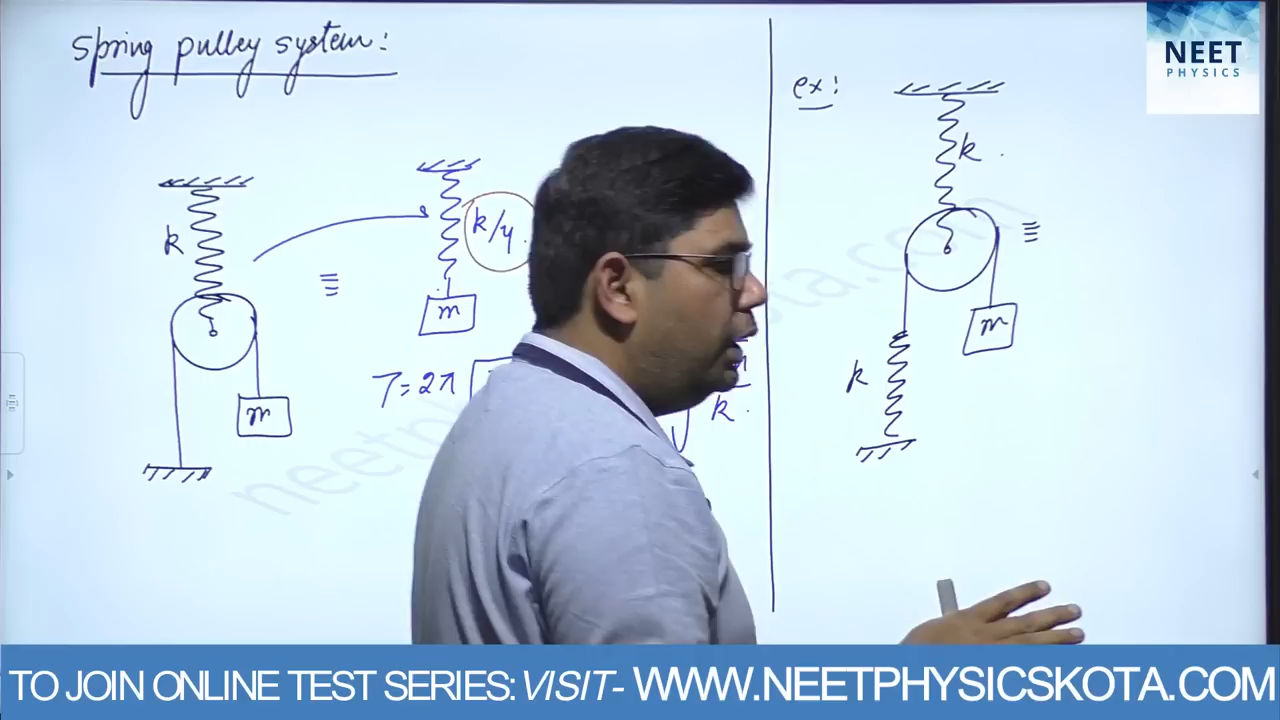 spring pulley system:
k
m
k/4
m
T = 2π
k
ex:
k
m
k
NEET
PHYSICS
TO JOIN ONLINE TEST SERIES: VISIT- WWW.NEETPHYSICSKOTA.COM